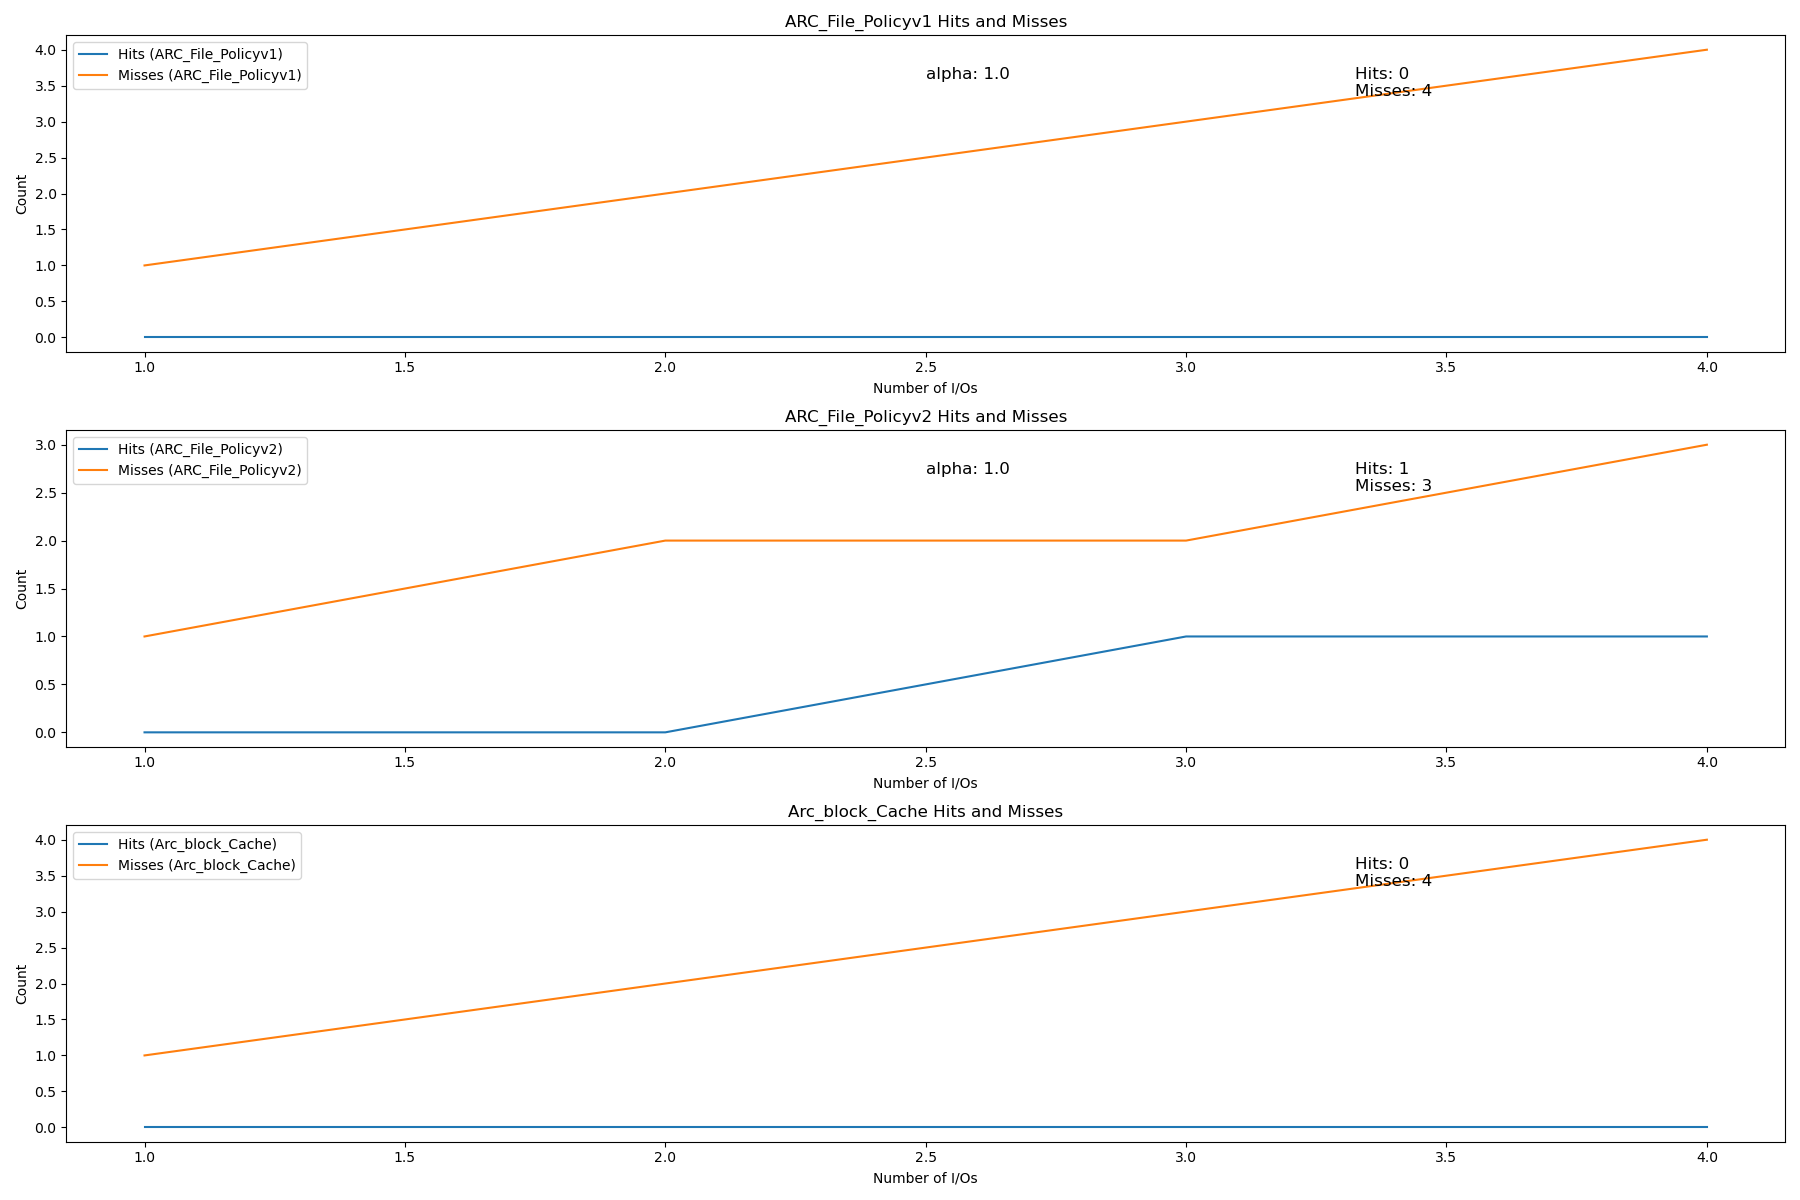 ARC_File_Policyv1 Hits and Misses
Hits (ARC_File_Policyv1)
Misses (ARC_File_Policyv1)
alpha: 1.0
Hits: 0
Misses: 4
4.0
3.5
3.0
2.5
2.0
1.5
1.0
0.5
0.0
Count
1.0 1.5 2.0 2.5 3.0 3.5 4.0
Number of I/Os
ARC_File_Policyv2 Hits and Misses
Hits (ARC_File_Policyv2)
Misses (ARC_File_Policyv2)
alpha: 1.0
Hits: 1
Misses: 3
3.0
2.5
2.0
1.5
1.0
0.5
0.0
Count
1.0 1.5 2.0 2.5 3.0 3.5 4.0
Number of I/Os
Arc_block_Cache Hits and Misses
Hits (Arc_block_Cache)
Misses (Arc_block_Cache)
Hits: 0
Misses: 4
4.0
3.5
3.0
2.5
2.0
1.5
1.0
0.5
0.0
Count
1.0 1.5 2.0 2.5 3.0 3.5 4.0
Number of I/Os